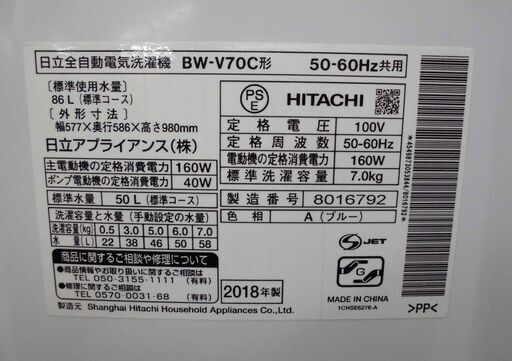 日立全自動電気洗濯機 BW-V70C形 50-60Hz共用
[標準使用水量]
86L(標準コース)
[外形寸法]
幅577×奥行586×高さ980mm
日立アプライアンス(株)
主電動機の定格消費電力 160W
ポンプ電動機の定格消費電力 40W
標準水量 50L(標準コース)
洗濯容量と水量(手動設定の水量)
洗濯容量(kg) 0.5 3.0 5.0 6.0 7.0
水量(L) 22 38 46 50 58
商品に関するご相談や修理について
商品情報やお取り扱いに関するご相談
TEL 050-3155-1111 (有料)
修理に関するご相談
TEL 0570-0031-68 (有料)
2018年製
製造元 Shanghai Hitachi Household Appliances Co.,Ltd.
PS
E
HITACHI
定格電圧 100V
定格周波数 50-60Hz
電動機の定格消費電力 160W
標準洗濯容量 7.0kg
製造番号 8016792
色相 A(ブルー)
S JET
G
MADE IN CHINA
1CHSE6276-A
>PP<